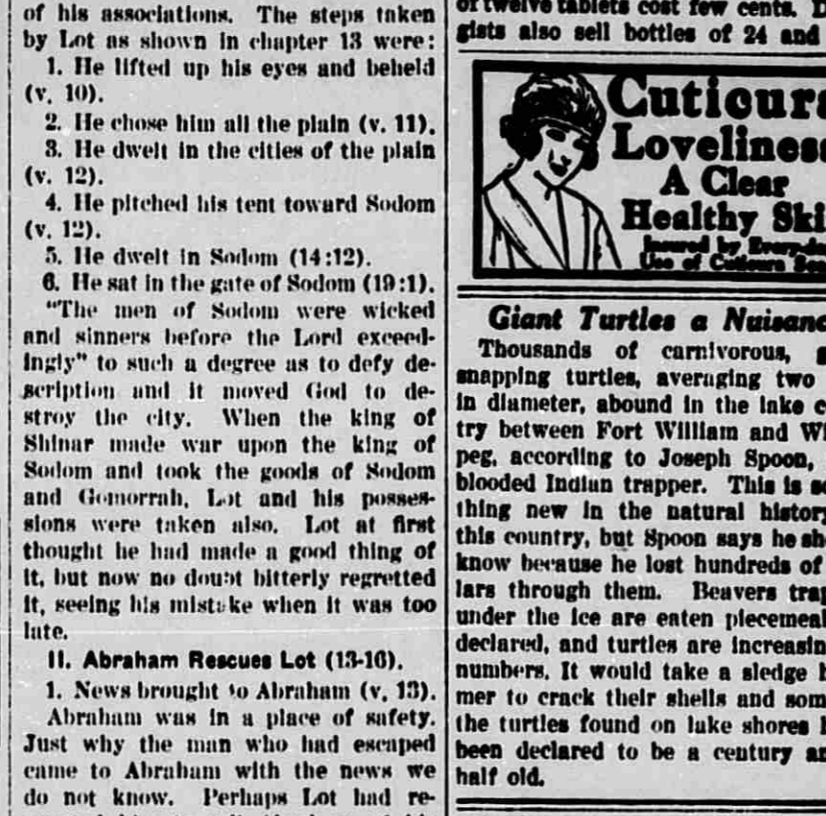 of his associations. The steps taken
by Lot as shown in chapter 13 were:
1. He lifted up his eyes and beheld
(v. 10).
2. He chose him all the plain (v. 11).
3. He dwelt in the cities of the plain
(v. 12).
4. He pitched his tent toward Sodom
(v. 12).
5. He dwelt in Sodom (14:12).
6. He sat in the gate of Sodom (19:1).
"The men of Sodom were wicked
and sinners before the Lord exceed-
ingly" to such a degree as to defy de-
scription and it moved God to de-
stroy the city. When the king of
Shinar made war upon the king of
Sodom and took the goods of Sodom
and Gomorrah, Lot and his posses-
sions were taken also. Lot at first
thought he had made a good thing of
it, but now no doubt bitterly regretted
it, seeing his mistake when it was too
late.
II. Abraham Rescues Lot (13-16).
1. News brought to Abraham (v. 13).
Abraham was in a place of safety.
Just why the man who had escaped
came to Abraham with the news we
do not know. Perhaps Lot had re-
of twelve tablets cost few cents.
gists also sell bottles of 24 and
Cuticura
Loveliness
A Clear
Healthy Ski
Insured by Everyday
Use of Cuticura Soa
Giant Turtles a Nuisanc
Thousands of carnivorous,
snapping turtles, averaging two
in diameter, abound in the lake c
try between Fort William and Wi
peg, according to Joseph Spoon,
blooded Indian trapper. This is so
thing new in the natural history
this country, but Spoon says he sho
know because he lost hundreds of
lars through them. Beavers trap
under the ice are eaten piecemeal
declared, and turtles are increasin
numbers. It would take a sledge h
mer to crack their shells and som
the turtles found on lake shores h
been declared to be a century an
half old.